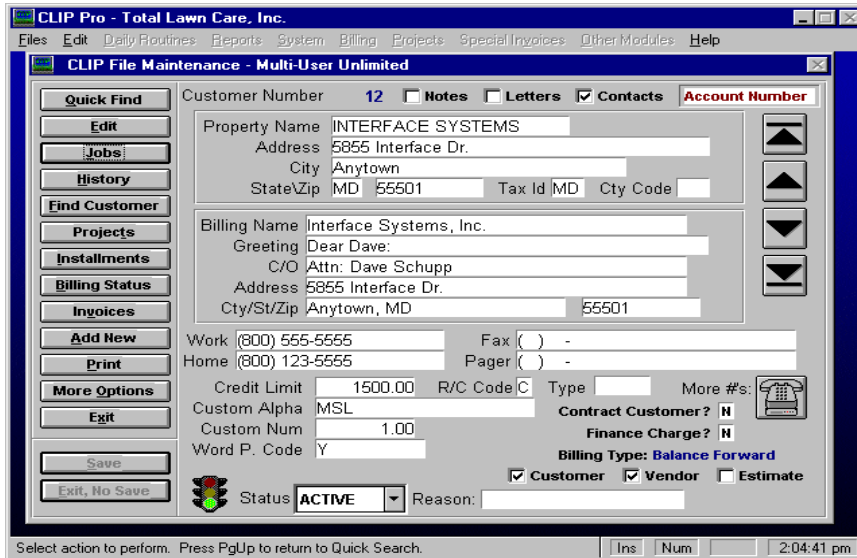 CLIP Pro - Total Lawn Care, Inc.
Files Edit Daily Routines Reports System Billing Projects Special Invoices Other Modules Help
CLIP File Maintenance - Multi-User Unlimited
Quick Find
Edit
Jobs
History
Find Customer
Projects
Installments
Billing Status
Invoices
Add New
Print
More Options
Exit
Save
Exit, No Save
Customer Number 12 Notes Letters Contacts Account Number
Property Name INTERFACE SYSTEMS
Address 5855 Interface Dr.
City Anytown
State\Zip MD 55501 Tax Id MD Cty Code
Billing Name Interface Systems, Inc.
Greeting Dear Dave:
C/O Attn: Dave Schupp
Address 5855 Interface Dr.
Cty/St/Zip Anytown, MD 55501
Work (800) 555-5555 Fax ( ) -
Home (800) 123-5555 Pager ( ) -
Credit Limit 1500.00 R/C Code C Type More #'s:
Custom Alpha MSL Contract Customer? N
Custom Num 1.00 Finance Charge? N
Word P. Code Y Billing Type: Balance Forward
Customer Vendor Estimate
Status ACTIVE Reason:
Select action to perform. Press PgUp to return to Quick Search. Ins Num 2:04:41 pm